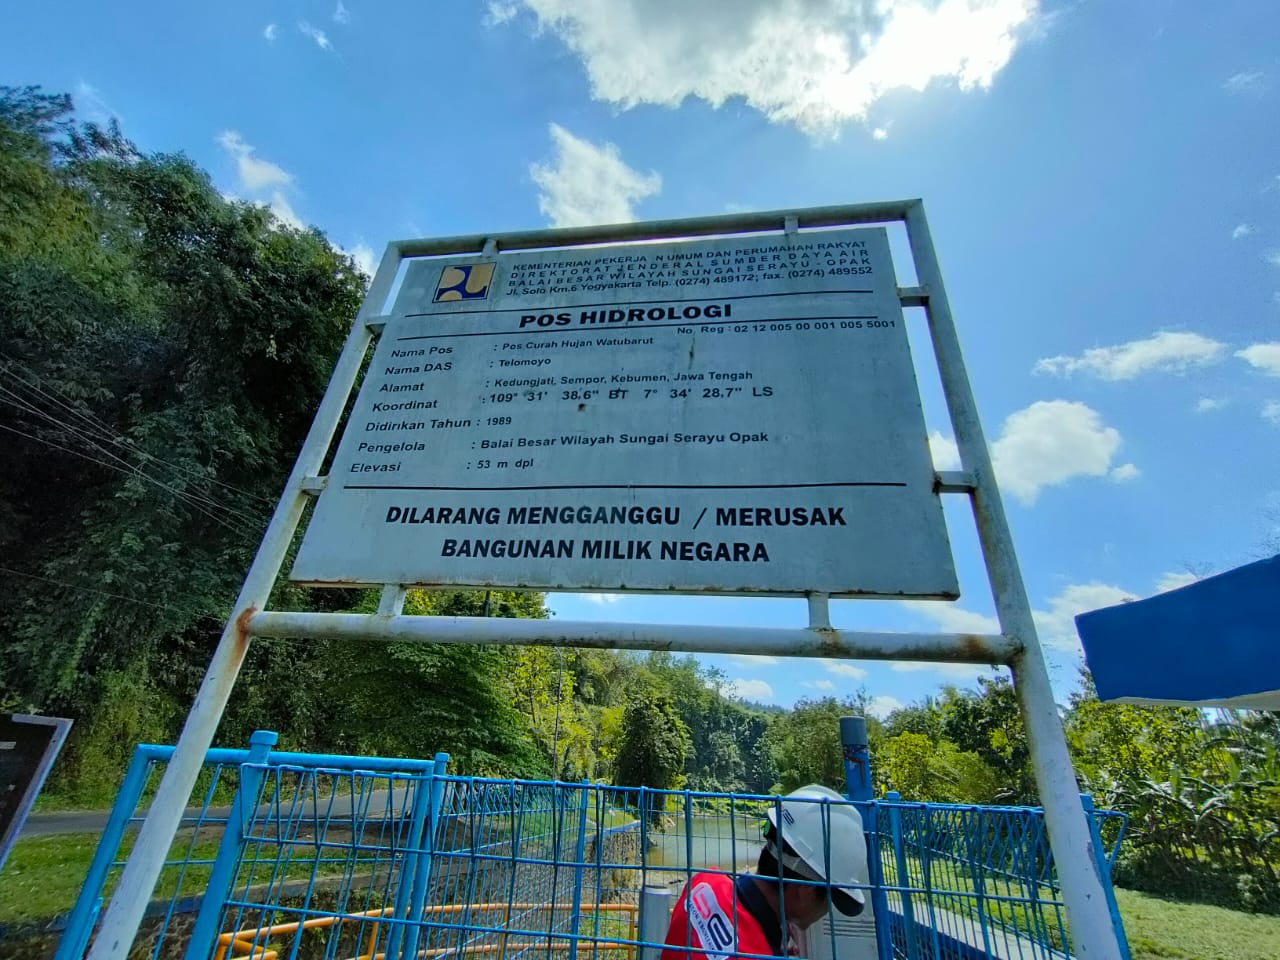 KEMENTERIAN PEKERJA N UMUM DAN PERUMAHAN RAKYAT
DIREKTORAT JENDERAL SUMBER DAYA AIR
BALAI BESAR WILAYAH SUNGAI SERAYU - OPAK
Jl. Solo Km.6 Yogyakarta Telp. (0274) 489172; fax. (0274) 489552
POS HIDROLOGI
No. Reg : 02 12 005 00 001 005 5001
Nama Pos : Pos Curah Hujan Watubarut
Nama DAS : Telomoyo
Alamat : Kedungjati, Sempor, Kebumen, Jawa Tengah
Koordinat : 109° 31' 38,6" BT 7° 34' 28,7" LS
Didirikan Tahun : 1989
Pengelola : Balai Besar Wilayah Sungai Serayu Opak
Elevasi : 53 m dpl
DILARANG MENGGANGGU / MERUSAK
BANGUNAN MILIK NEGARA